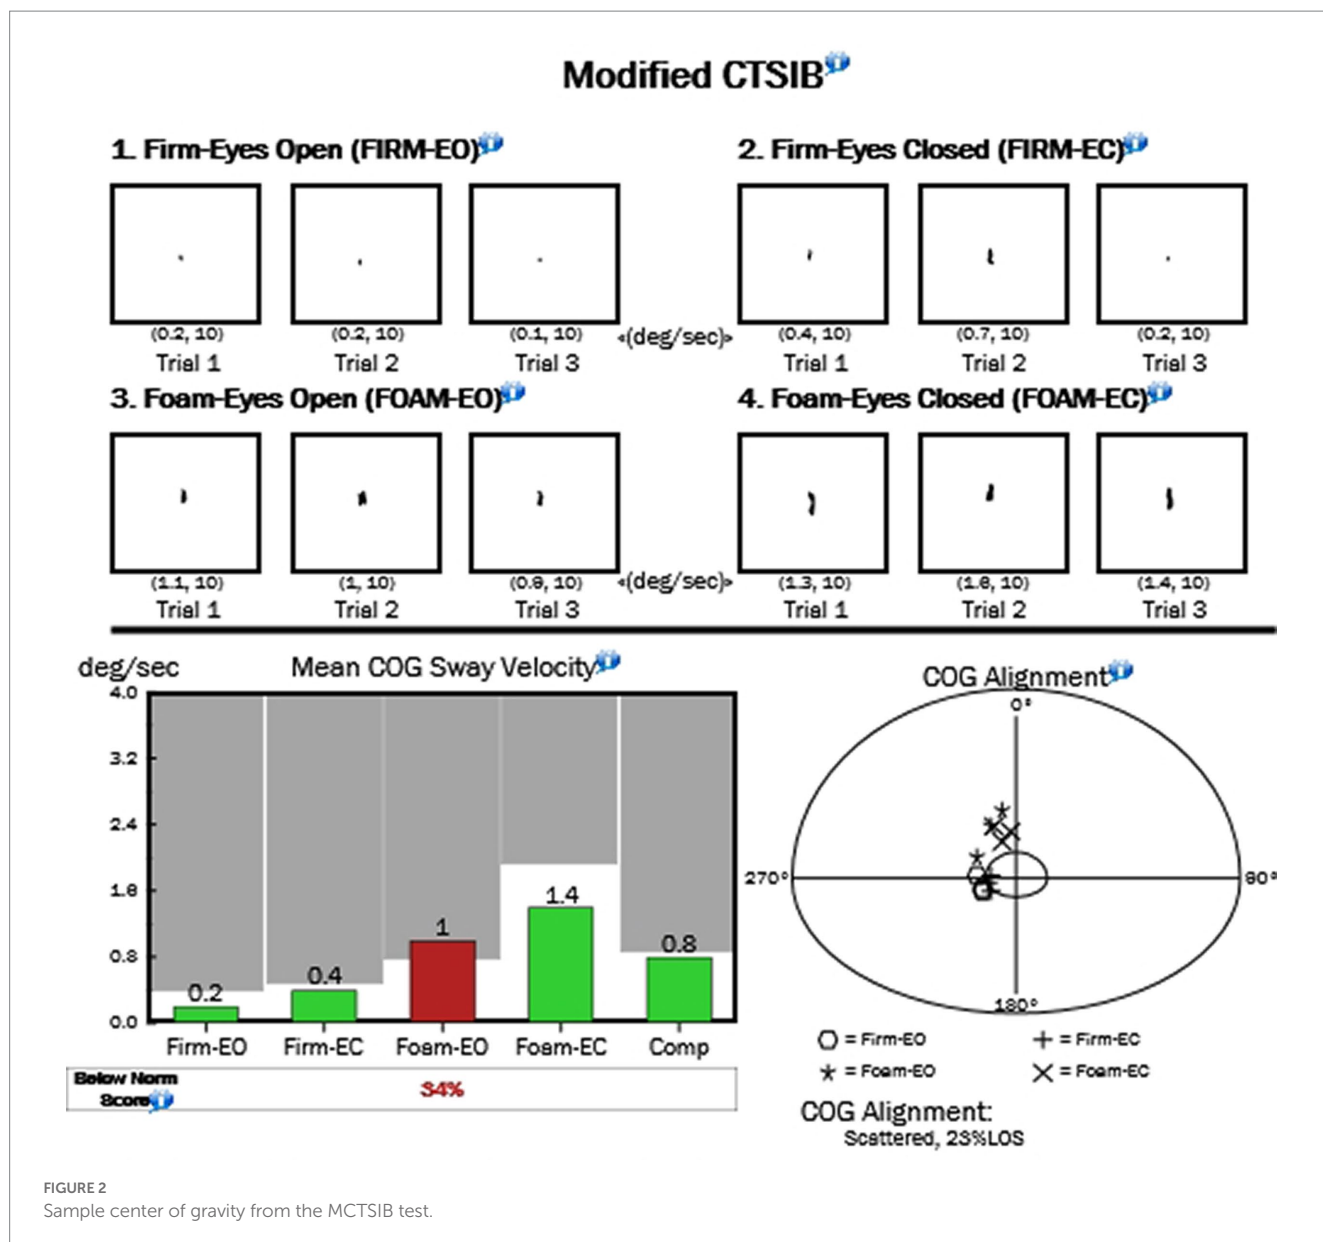 Modified CTSIB
1. Firm-Eyes Open (FIRM-EO)
2. Firm-Eyes Closed (FIRM-EC)
(0.2, 10)
(0.2, 10)
(0.1, 10)
<(deg/sec)>
(0.4, 10)
(0.7, 10)
(0.2, 10)
Trial 1
Trial 2
Trial 3
Trial 1
Trial 2
Trial 3
3. Foam-Eyes Open (FOAM-EO)
4. Foam-Eyes Closed (FOAM-EC)
(1.1, 10)
(1, 10)
(0.9, 10)
<(deg/sec)>
(1.3, 10)
(1.4, 10)
Trial 1
Trial 2
Trial 3
Trial 1
Trial 2
Trial 3
deg/sec
Mean COG Sway Velocity
4.0
3.2
2.4
1.6
0.8
0.0
0.2
0.4
1
1.4
0.8
Firm-EO
Firm-EC
Foam-EO
Foam-EC
Comp
Below Norm
Score
34%
COG Alignment
0°
270°
90°
180°
= Firm-EO
= Firm-EC
= Foam-EO
= Foam-EC
COG Alignment:
Scattered, 23%LOS
FIGURE 2
Sample center of gravity from the MCTSIB test.